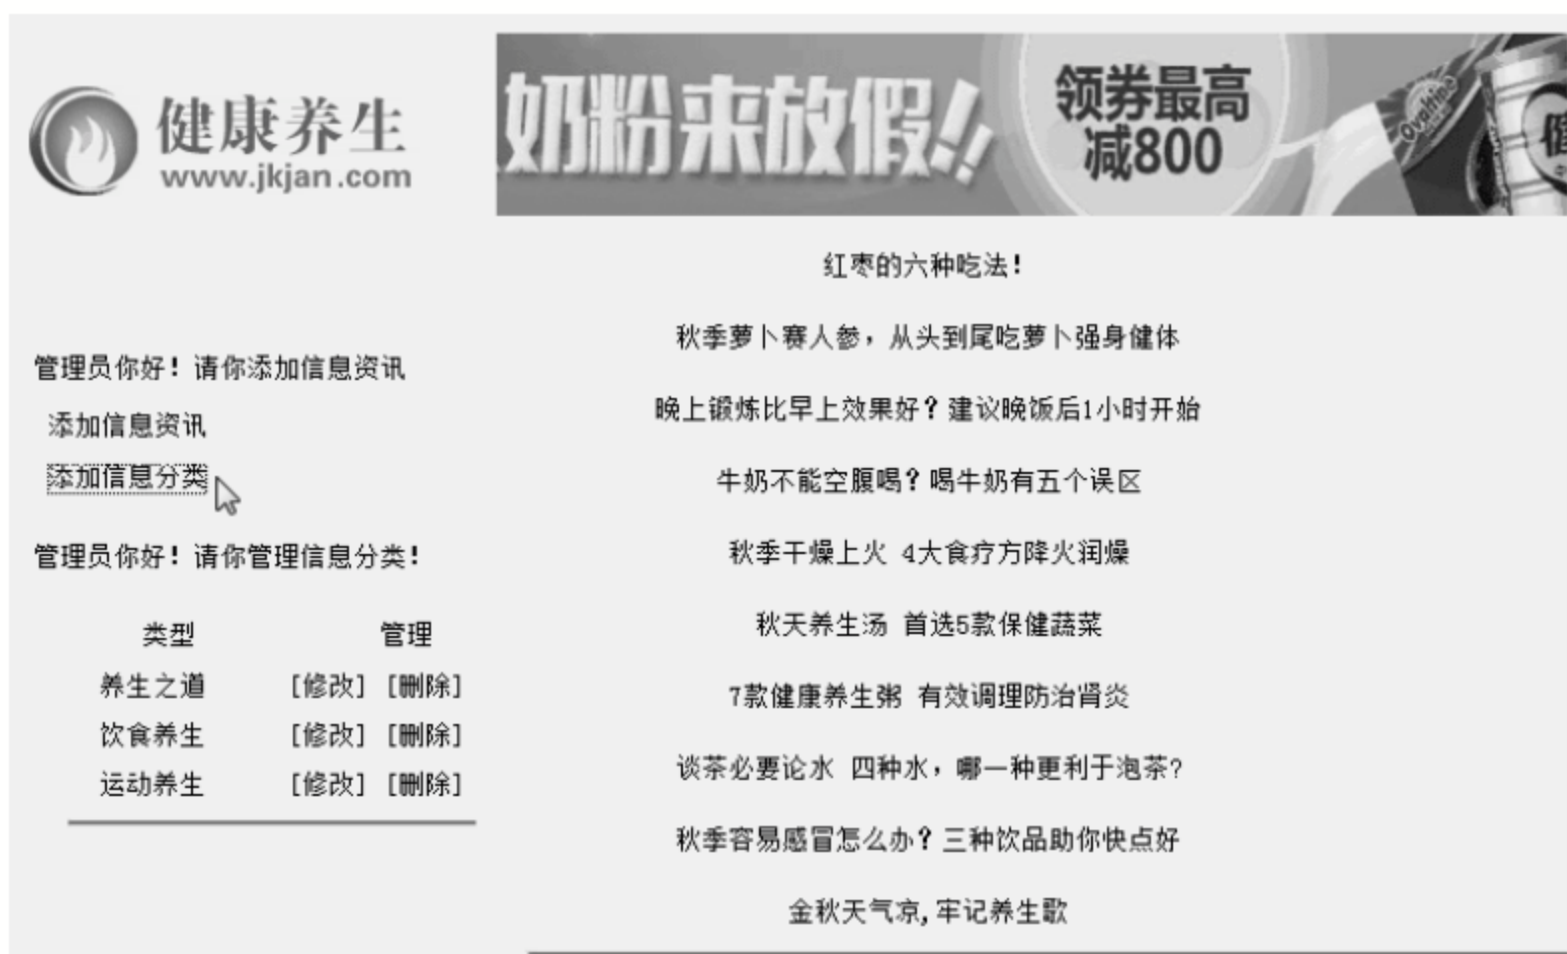 健康养生
www.jkjan.com
奶粉来放假!!
领券最高
减800
Ovaltine
管理员你好！请你添加信息资讯
添加信息资讯
添加信息分类
管理员你好！请你管理信息分类！
类型 管理
养生之道 [修改] [删除]
饮食养生 [修改] [删除]
运动养生 [修改] [删除]
红枣的六种吃法！
秋季萝卜赛人参，从头到尾吃萝卜强身健体
晚上锻炼比早上效果好？建议晚饭后1小时开始
牛奶不能空腹喝？喝牛奶有五个误区
秋季干燥上火 4大食疗方降火润燥
秋天养生汤 首选5款保健蔬菜
7款健康养生粥 有效调理防治肾炎
谈茶必要论水 四种水，哪一种更利于泡茶?
秋季容易感冒怎么办？三种饮品助你快点好
金秋天气凉,牢记养生歌